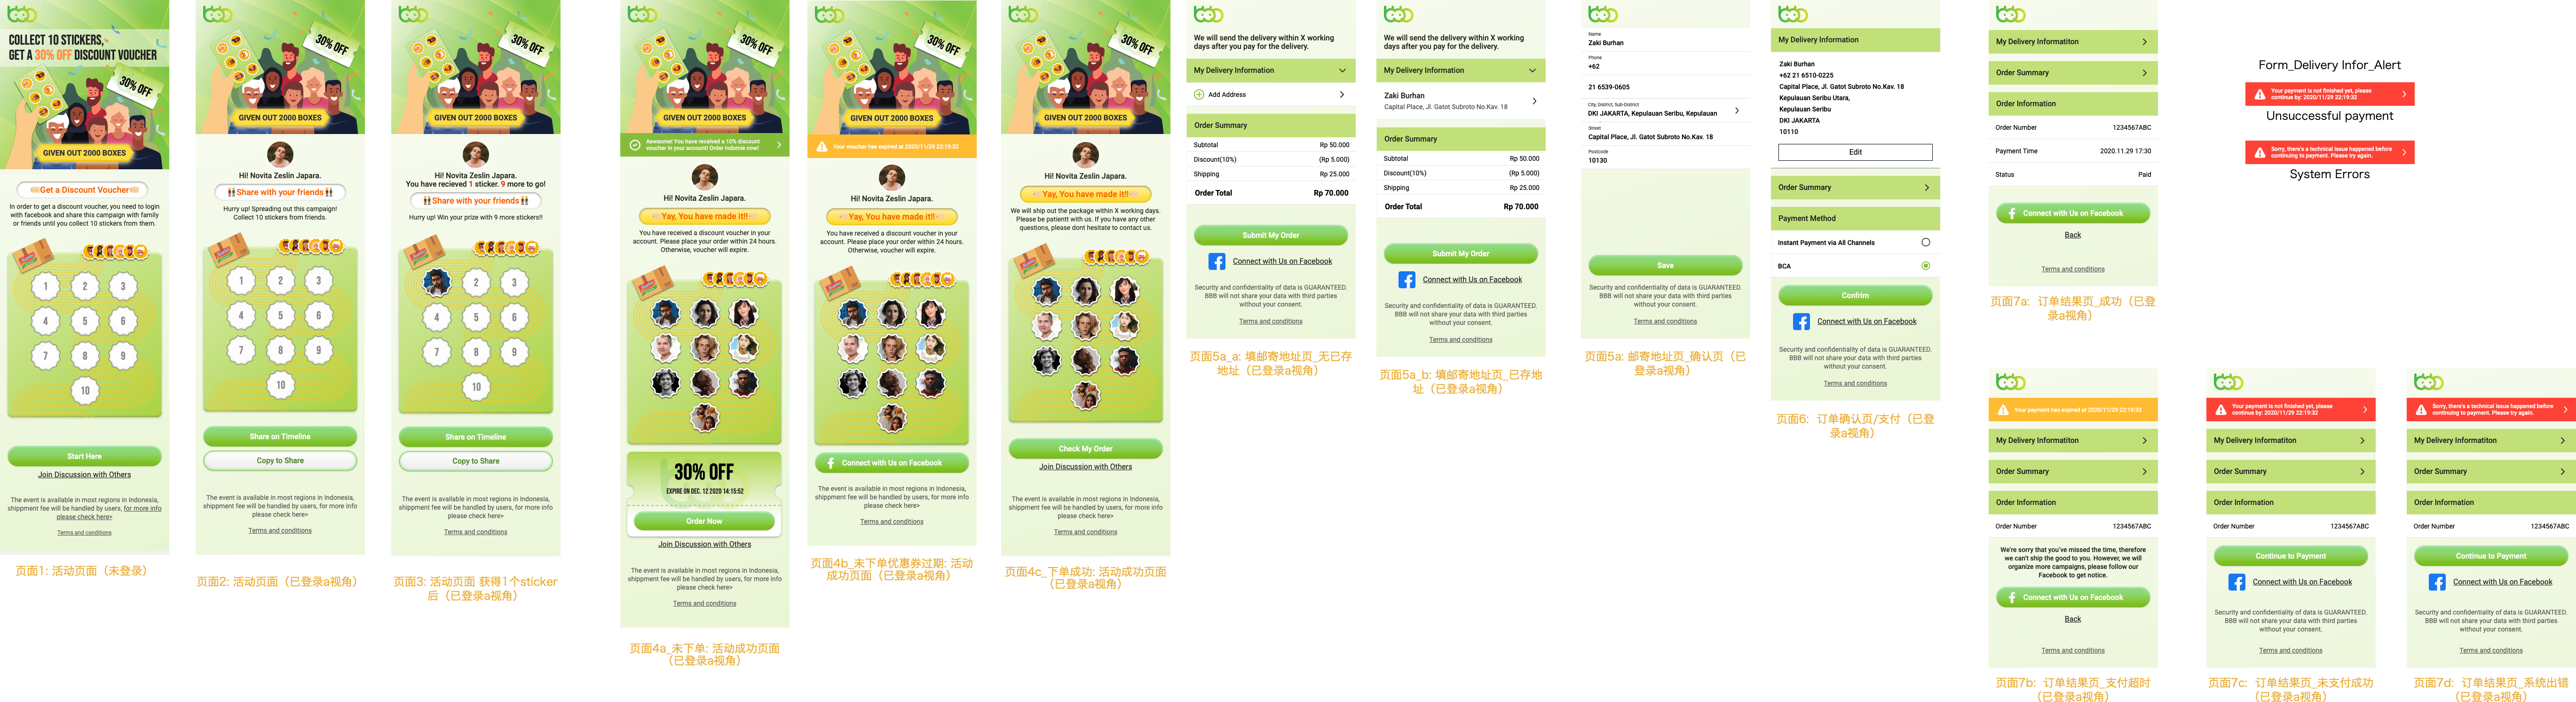 COLLECT 10 STICKERS,
GET A 30% OFF DISCOUNT VOUCHER
30% OFF
GIVEN OUT 2000 BOXES
Get a Discount Voucher
In order to get a discount voucher, you need to login
with facebook and share this campaign with family
or friends until you collect 10 stickers from them.
1
2
3
4
5
6
7
8
9
10
Start Here
Join Discussion with Others
The event is available in most regions in Indonesia,
shippment fee will be handled by users, for more info
please check here>
Terms and conditions
页面1: 活动页面（未登录）
30% OFF
GIVEN OUT 2000 BOXES
Hi! Novita Zeslin Japara.
Share with your friends
Hurry up! Spreading out this campaign!
Collect 10 stickers from friends.
1
2
3
4
5
6
7
8
9
10
Share on Timeline
Copy to Share
The event is available in most regions in Indonesia,
shippment fee will be handled by users, for more info
please check here>
Terms and conditions
页面2: 活动页面（已登录a视角）
30% OFF
GIVEN OUT 2000 BOXES
Hi! Novita Zeslin Japara.
You have recieved 1 sticker. 9 more to go!
Share with your friends
Hurry up! Win your prize with 9 more stickers!!
2
3
4
5
6
7
8
9
10
Share on Timeline
Copy to Share
The event is available in most regions in Indonesia,
shippment fee will be handled by users, for more info
please check here>
Terms and conditions
页面3: 活动页面 获得1个sticker
后（已登录a视角）
30% OFF
GIVEN OUT 2000 BOXES
Aewesome! You have received a 10% discount
voucher in your account! Order indomie now!
Hi! Novita Zeslin Japara.
Yay, You have made it!!
You have received a discount voucher in your
account. Please place your order within 24 hours.
Otherwise, voucher will expire.
30% OFF
EXPIRE ON DEC. 12 2020 14:15:52
Order Now
Join Discussion with Others
The event is available in most regions in Indonesia,
shippment fee will be handled by users, for more info
please check here>
Terms and conditions
页面4a_未下单: 活动成功页面
（已登录a视角）
30% OFF
GIVEN OUT 2000 BOXES
Your voucher has expired at 2020/11/29 22:19:32
Hi! Novita Zeslin Japara.
Yay, You have made it!!
You have received a discount voucher in your
account. Please place your order within 24 hours.
Otherwise, voucher will expire.
Connect with Us on Facebook
The event is available in most regions in Indonesia,
shippment fee will be handled by users, for more info
please check here>
Terms and conditions
页面4b_未下单优惠券过期: 活动
成功页面（已登录a视角）
30% OFF
GIVEN OUT 2000 BOXES
Hi! Novita Zeslin Japara.
Yay, You have made it!!
We will ship out the package within X working days.
Please be patientt with us. If you have any other
questions, please dont hesitate to contact us.
Check My Order
Join Discussion with Others
The event is available in most regions in Indonesia,
shippment fee will be handled by users, for more info
please check here>
Terms and conditions
页面4c_下单成功: 活动成功页面
（已登录a视角）
We will send the delivery within X working
days after you pay for the delivery.
My Delivery Information
Add Address
Order Summary
Subtotal Rp 50.000
Discount(10%) (Rp 5.000)
Shipping Rp 25.000
Order Total Rp 70.000
Submit My Order
Connect with Us on Facebook
Security and confidentiality of data is GUARANTEED.
BBB will not share your data with third parties
without your consent.
Terms and conditions
页面5a_a: 填邮寄地址页_无已存
地址（已登录a视角）
We will send the delivery within X working
days after you pay for the delivery.
My Delivery Information
Zaki Burhan
Capital Place, Jl. Gatot Subroto No.Kav. 18
Order Summary
Subtotal Rp 50.000
Discount(10%) (Rp 5.000)
Shipping Rp 25.000
Order Total Rp 70.000
Submit My Order
Connect with Us on Facebook
Security and confidentiality of data is GUARANTEED.
BBB will not share your data with third parties
without your consent.
Terms and conditions
页面5a_b: 填邮寄地址页_已存地
址（已登录a视角）
Name
Zaki Burhan
Phone
+62
21 6539-0605
City, District, Sub-District
DKI JAKARTA, Kepulauan Seribu, Kepulauan
Street
Capital Place, Jl. Gatot Subroto No.Kav. 18
Postcode
10130
Save
Security and confidentiality of data is GUARANTEED.
BBB will not share your data with third parties
without your consent.
Terms and conditions
页面5a: 邮寄地址页_确认页（已
登录a视角）
My Delivery Information
Zaki Burhan
+62 21 6510-0225
Capital Place, Jl. Gatot Subroto No.Kav. 18
Kepulauan Seribu Utara,
Kepulauan Seribu
DKI JAKARTA
10110
Edit
Order Summary
Payment Method
Instant Payment via All Channels
BCA
Confrim
Connect with Us on Facebook
Security and confidentiality of data is GUARANTEED.
BBB will not share your data with third parties
without your consent.
Terms and conditions
页面6: 订单确认页/支付（已登
录a视角）
My Delivery Informatiton
Order Summary
Order Information
Order Number 1234567ABC
Payment Time 2020.11.29 17:30
Status Paid
Connect with Us on Facebook
Back
Terms and conditions
页面7a: 订单结果页_成功（已登
录a视角）
Form_Delivery Infor_Alert
Your payment is not finished yet, please
continue by: 2020/11/29 22:19:32
Unsuccessful payment
Sorry, there's a technical issue happened before
continuing to payment. Please try again.
System Errors
Your payment has expired at 2020/11/29 23:19:32
My Delivery Informatiton
Order Summary
Order Information
Order Number 1234567ABC
We're sorry that you've missed the time, therefore
we can't ship the good to you. However, we will
organize more campaigns, please follow our
Facebook to get notice.
Connect with Us on Facebook
Back
Terms and conditions
页面7b: 订单结果页_支付超时
（已登录a视角）
Your payment is not finished yet, please
continue by: 2020/11/29 22:19:32
My Delivery Informatiton
Order Summary
Order Information
Order Number 1234567ABC
Continue to Payment
Connect with Us on Facebook
Security and confidentiality of data is GUARANTEED.
BBB will not share your data with third parties
without your consent.
Terms and conditions
页面7c: 订单结果页_未支付成功
（已登录a视角）
Sorry, there's a technical issue happened before
continuing to payment. Please try again.
My Delivery Informatiton
Order Summary
Order Information
Order Number 1234567ABC
Continue to Payment
Connect with Us on Facebook
Security and confidentiality of data is GUARANTEED.
BBB will not share your data with third parties
without your consent.
Terms and conditions
页面7d: 订单结果页_系统出错
（已登录a视角）